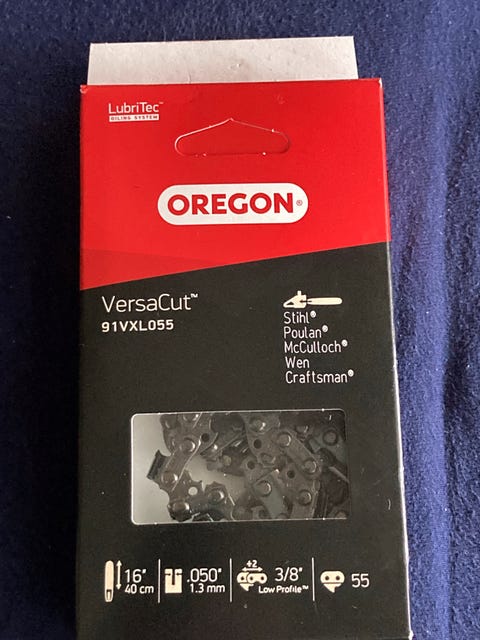 LubriTec™
OILING SYSTEM
OREGON®
VersaCut™
91VXL055
Stihl®
Poulan®
McCulloch®
Wen
Craftsman®
16" .050" ÷2 3/8" 55
40 cm 1.3 mm Low Profile™